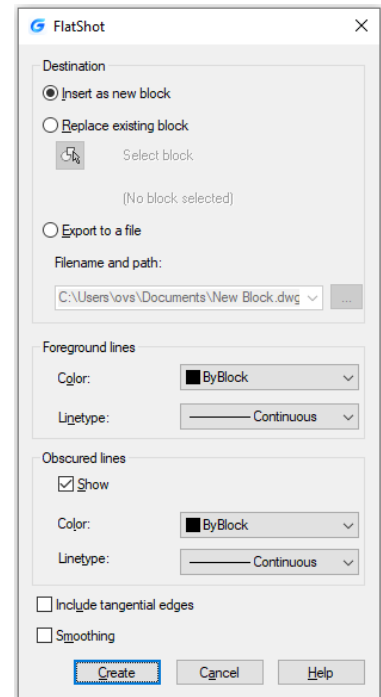 FlatShot
Destination
Insert as new block
Replace existing block
Select block
(No block selected)
Export to a file
Filename and path:
C:\Users\ovs\Documents\New Block.dwg
...
Foreground lines
Color: ByBlock
Linetype: Continuous
Obscured lines
Show
Color: ByBlock
Linetype: Continuous
Include tangential edges
Smoothing
Create Cancel Help